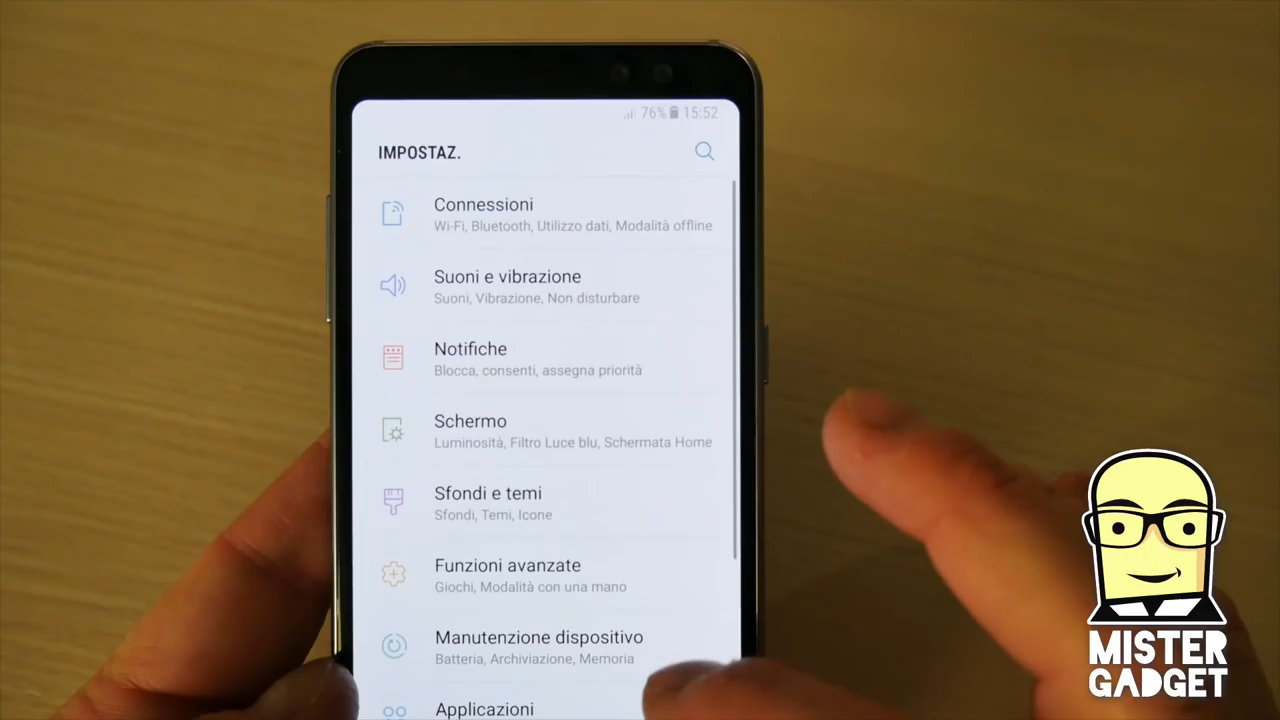 76% 15:52
IMPOSTAZ.
Connessioni
Wi-Fi, Bluetooth, Utilizzo dati, Modalità offline
Suoni e vibrazione
Suoni, Vibrazione, Non disturbare
Notifiche
Blocca, consenti, assegna priorità
Schermo
Luminosità, Filtro Luce blu, Schermata Home
Sfondi e temi
Sfondi, Temi, Icone
Funzioni avanzate
Giochi, Modalità con una mano
Manutenzione dispositivo
Batteria, Archiviazione, Memoria
Applicazioni
MISTER
GADGET